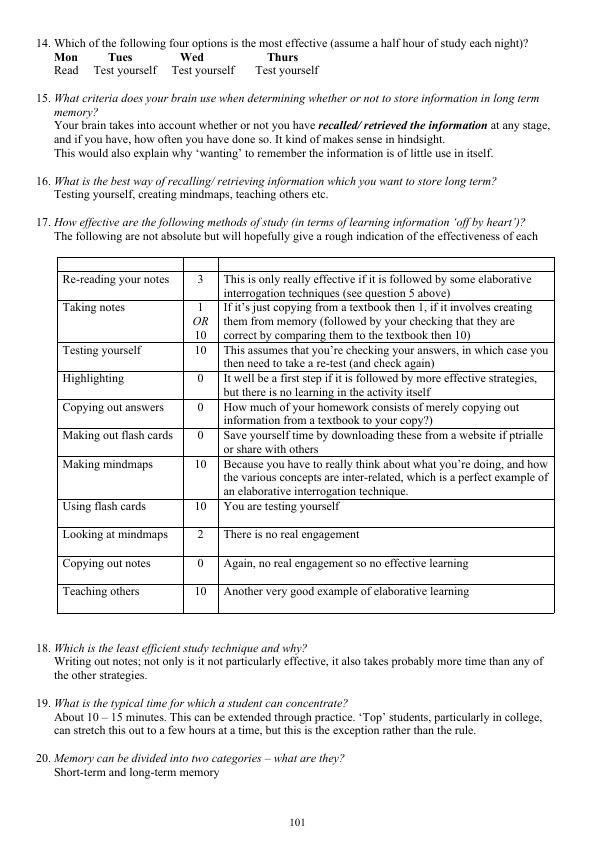 14. Which of the following four options is the most effective (assume a half hour of study each night)?
Mon Tues Wed Thurs
Read Test yourself Test yourself Test yourself
15. What criteria does your brain use when determining whether or not to store information in long term
memory?
Your brain takes into account whether or not you have recalled/ retrieved the information at any stage,
and if you have, how often you have done so. It kind of makes sense in hindsight.
This would also explain why ‘wanting’ to remember the information is of little use in itself.
16. What is the best way of recalling/ retrieving information which you want to store long term?
Testing yourself, creating mindmaps, teaching others etc.
17. How effective are the following methods of study (in terms of learning information ‘off by heart’)?
The following are not absolute but will hopefully give a rough indication of the effectiveness of each
Re-reading your notes 3 This is only really effective if it is followed by some elaborative
interrogation techniques (see question 5 above)
Taking notes 1 If it’s just copying from a textbook then 1, if it involves creating
OR them from memory (followed by your checking that they are
10 correct by comparing them to the textbook then 10)
Testing yourself 10 This assumes that you’re checking your answers, in which case you
then need to take a re-test (and check again)
Highlighting 0 It well be a first step if it is followed by more effective strategies,
but there is no learning in the activity itself
Copying out answers 0 How much of your homework consists of merely copying out
information from a textbook to your copy?)
Making out flash cards 0 Save yourself time by downloading these from a website if ptrialle
or share with others
Making mindmaps 10 Because you have to really think about what you’re doing, and how
the various concepts are inter-related, which is a perfect example of
an elaborative interrogation technique.
Using flash cards 10 You are testing yourself
Looking at mindmaps 2 There is no real engagement
Copying out notes 0 Again, no real engagement so no effective learning
Teaching others 10 Another very good example of elaborative learning
18. Which is the least efficient study technique and why?
Writing out notes; not only is it not particularly effective, it also takes probably more time than any of
the other strategies.
19. What is the typical time for which a student can concentrate?
About 10 – 15 minutes. This can be extended through practice. ‘Top’ students, particularly in college,
can stretch this out to a few hours at a time, but this is the exception rather than the rule.
20. Memory can be divided into two categories – what are they?
Short-term and long-term memory
101